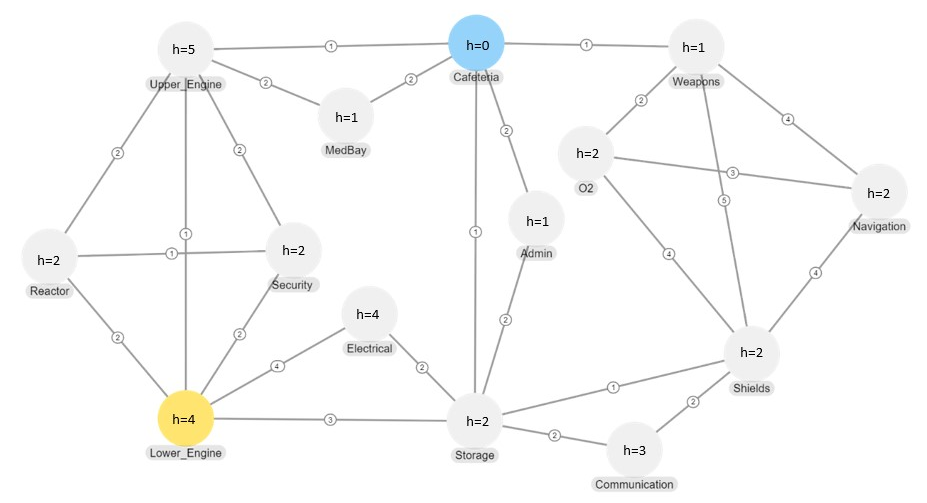 h=5
Upper_Engine
1
h=0
Cafeteria
1
h=1
Weapons
2
h=1
MedBay
2
2
4
2
2
2
h=2
O2
3
5
h=2
Navigation
2
h=1
Admin
1
1
1
h=2
Reactor
h=2
Security
4
4
h=4
Electrical
2
2
2
2
4
h=2
Shields
1
2
h=4
Lower_Engine
3
h=2
Storage
2
h=3
Communication